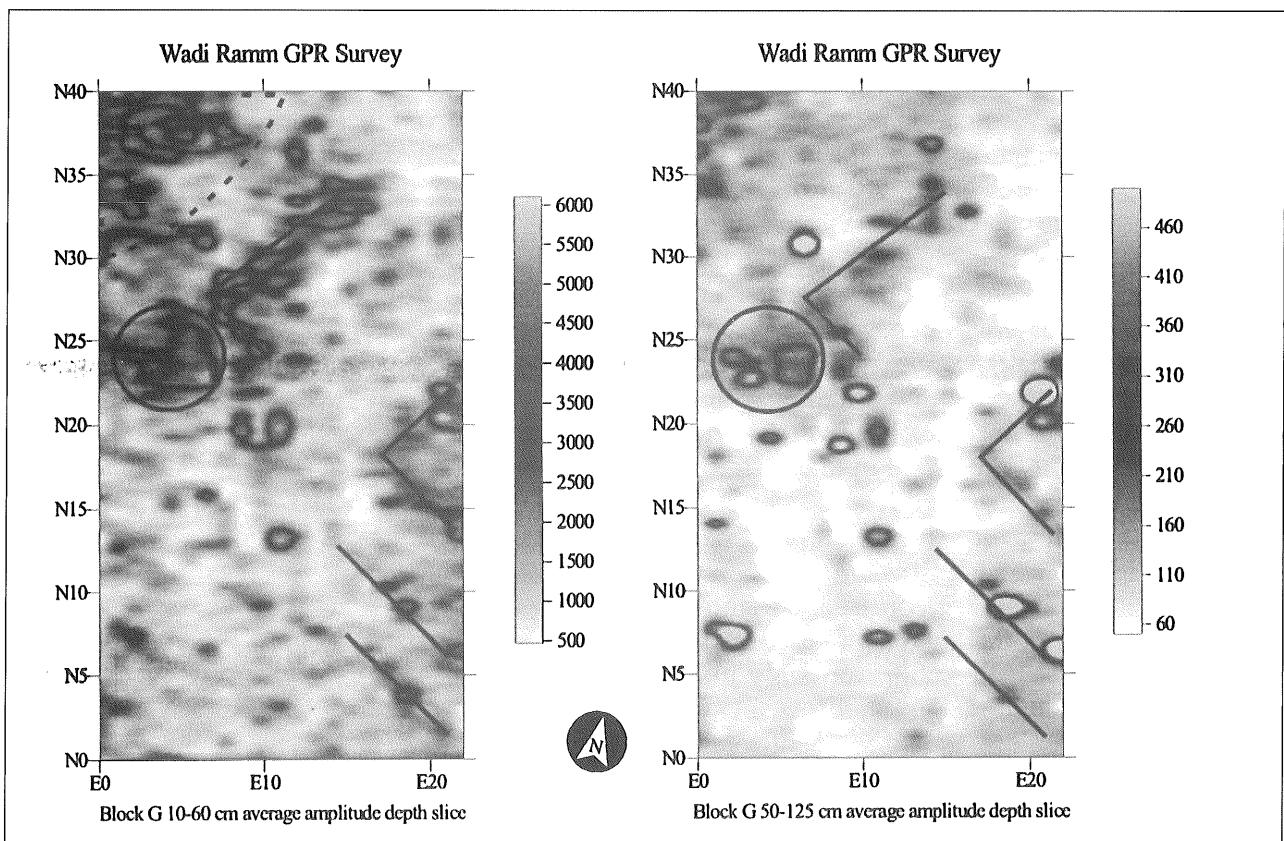 Wadi Ramm GPR Survey
N40
N35
N30
N25
N20
N15
N10
N5
N0
E0
E10
E20
6000
5500
5000
4500
4000
3500
3000
2500
2000
1500
1000
500
Block G 10-60 cm average amplitude depth slice
N
Wadi Ramm GPR Survey
N40
N35
N30
N25
N20
N15
N10
N5
N0
E0
E10
E20
460
410
360
310
260
210
160
110
60
Block G 50-125 cm average amplitude depth slice